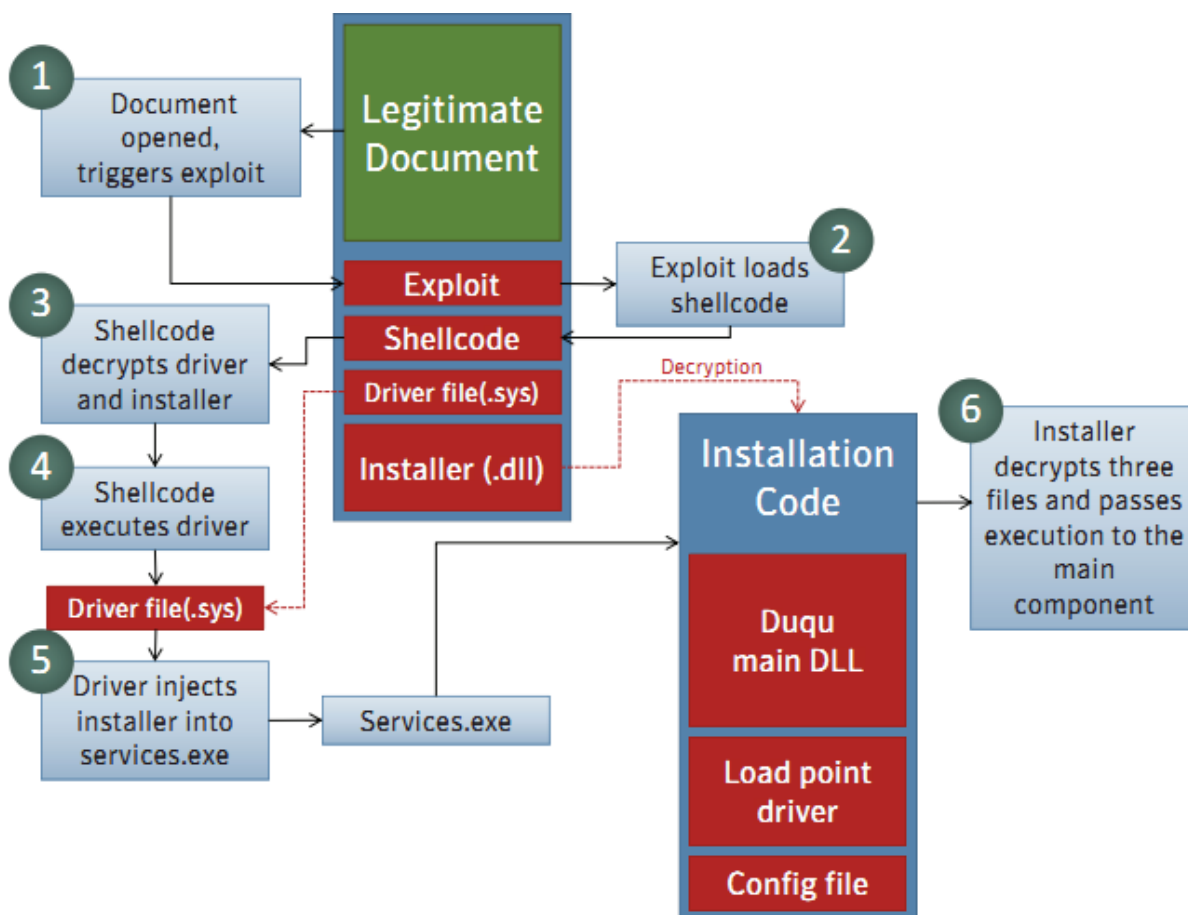 1
Document
opened,
triggers exploit
Legitimate
Document
2
Exploit loads
shellcode
Exploit
3
Shellcode
decrypts driver
and installer
Shellcode
Driver file(.sys)
Installer (.dll)
Decryption
4
Shellcode
executes driver
Driver file(.sys)
5
Driver injects
installer into
services.exe
Services.exe
Installation
Code
Duqu
main DLL
Load point
driver
Config file
6
Installer
decrypts three
files and passes
execution to the
main
component